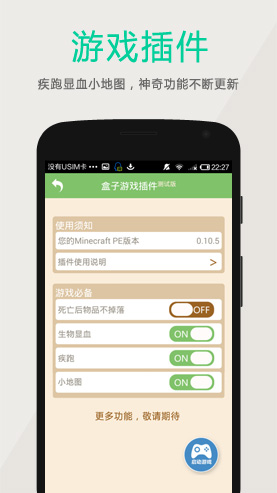 游戏插件
疾跑显血小地图，神奇功能不断更新
没有USIM卡 22:27
盒子游戏插件测试版
使用须知
您的Minecraft PE版本 0.10.5
插件使用说明 >
游戏必备
死亡后物品不掉落 OFF
生物显血 ON
疾跑 ON
小地图 ON
更多功能，敬请期待
启动游戏